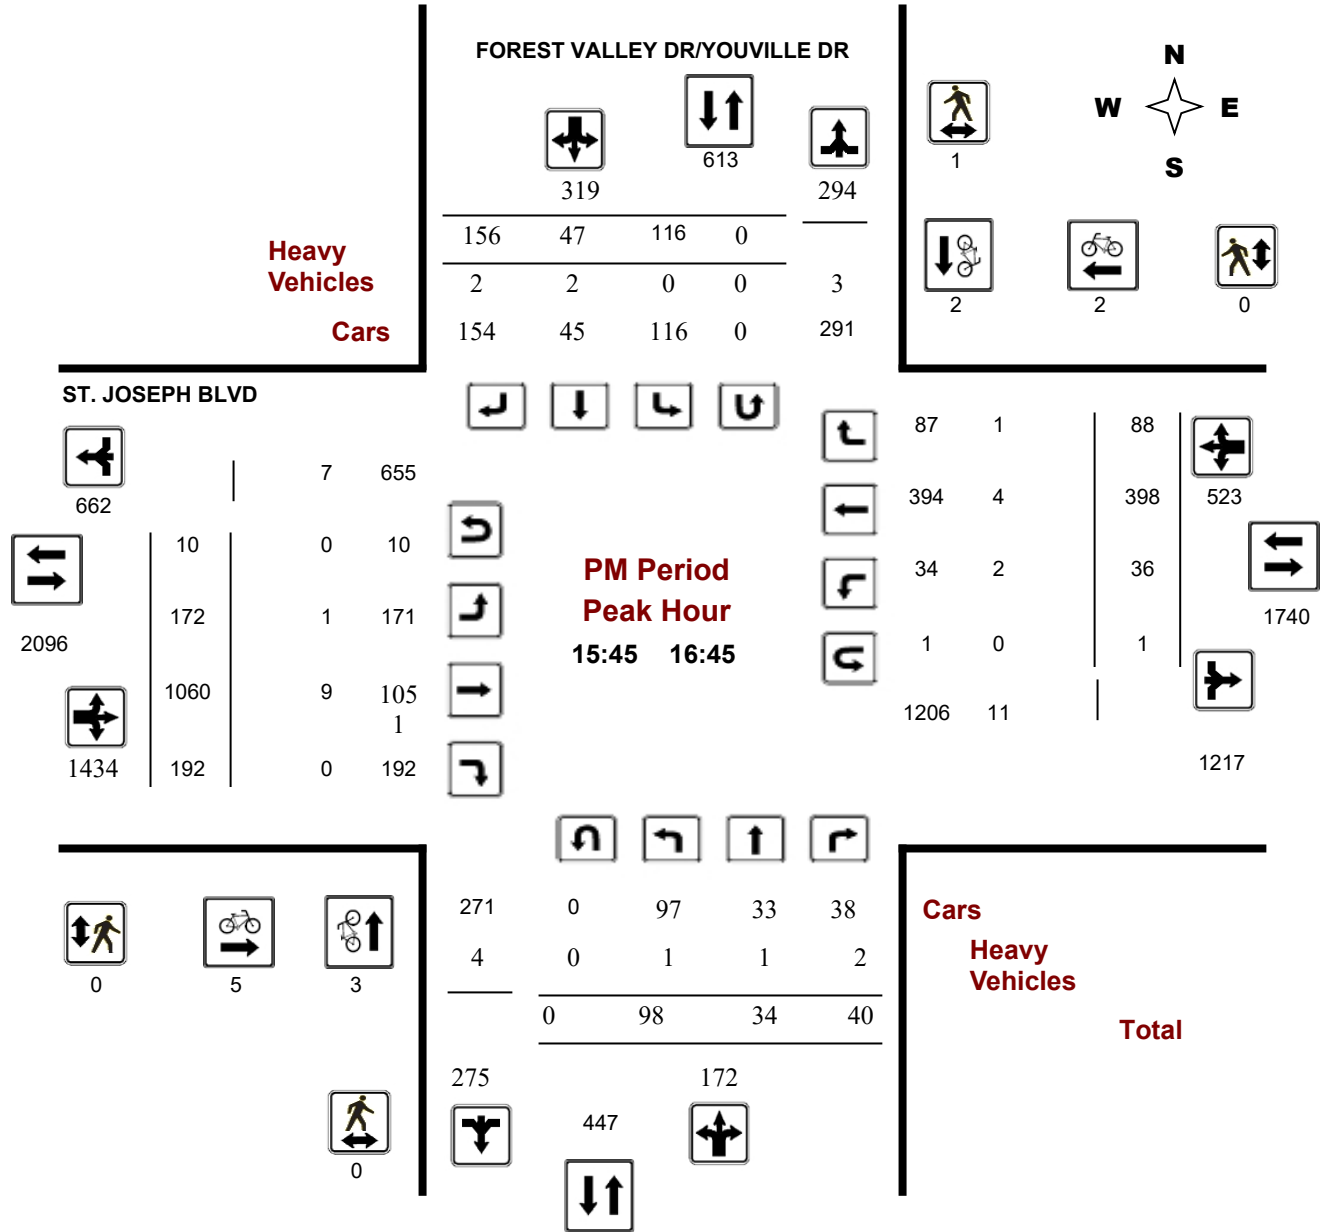 FOREST VALLEY DR/YOUVILLE DR
N
W E
S
613
1
319 294
156 47 116 0
Heavy
Vehicles
2 2 0 0 3
2 2 0
Cars
154 45 116 0 291
ST. JOSEPH BLVD
87 1 88
7 655
662
394 4 398 523
10 0 10
PM Period
34 2 36
Peak Hour
172 1 171
1740
2096
15:45 16:45
1 0 1
1060 9 105
1
1206 11
1434 192 0 192
1217
271 0 97 33 38
Cars
4 0 1 1 2
Heavy
Vehicles
0 5 3
0 98 34 40
Total
275 172
447
0